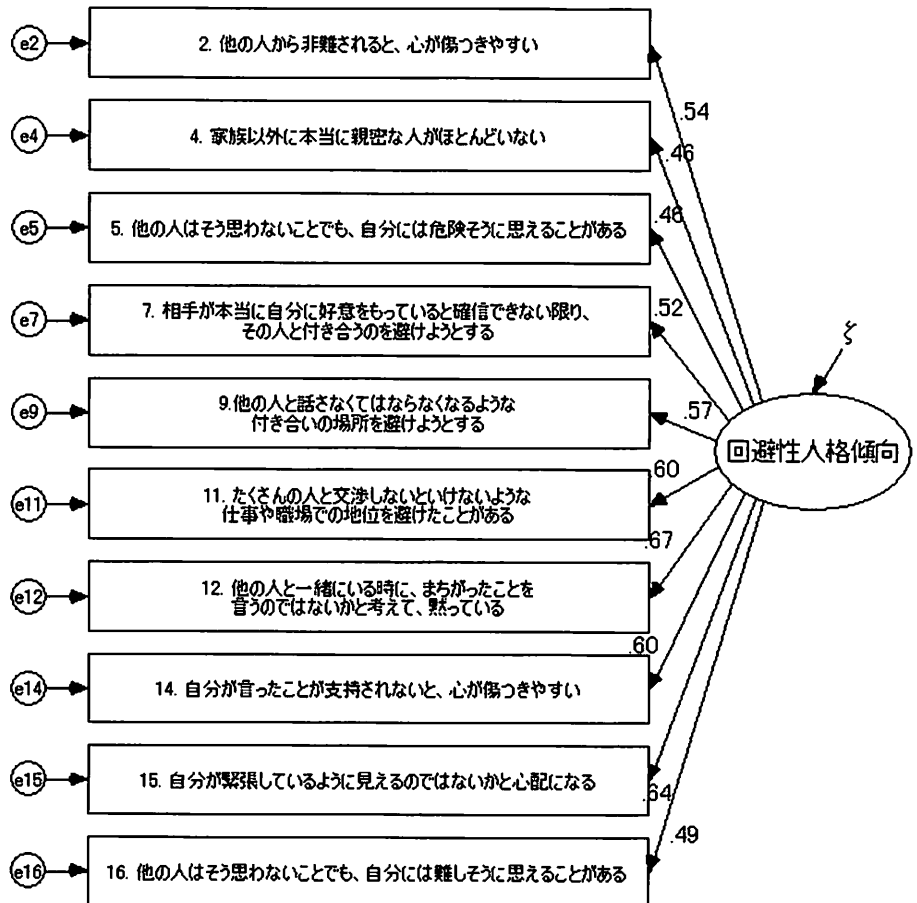 e2
2. 他の人から非難されると、心が傷つきやすい
.54
e4
4. 家族以外に本当に親密な人がほとんどいない
.46
e5
5. 他の人はそう思わないことでも、自分には危険そうに思えることがある
.46
e7
7. 相手が本当に自分に好意をもっていると確信できない限り、
その人と付き合うのを避けようとする
.52
ζ
e9
9.他の人と話さなくてはならなくなるような
付き合いの場所を避けようとする
.57
回避性人格傾向
e11
11. たくさんの人と交渉しないといけないような
仕事や職場での地位を避けたことがある
.60
e12
12. 他の人と一緒にいる時に、まちがったことを
言うのではないかと考えて、黙っている
.67
e14
14. 自分が言ったことが支持されないと、心が傷つきやすい
.60
e15
15. 自分が緊張しているように見えるのではないかと心配になる
.64
e16
16. 他の人はそう思わないことでも、自分には難しそうに思えることがある
.49